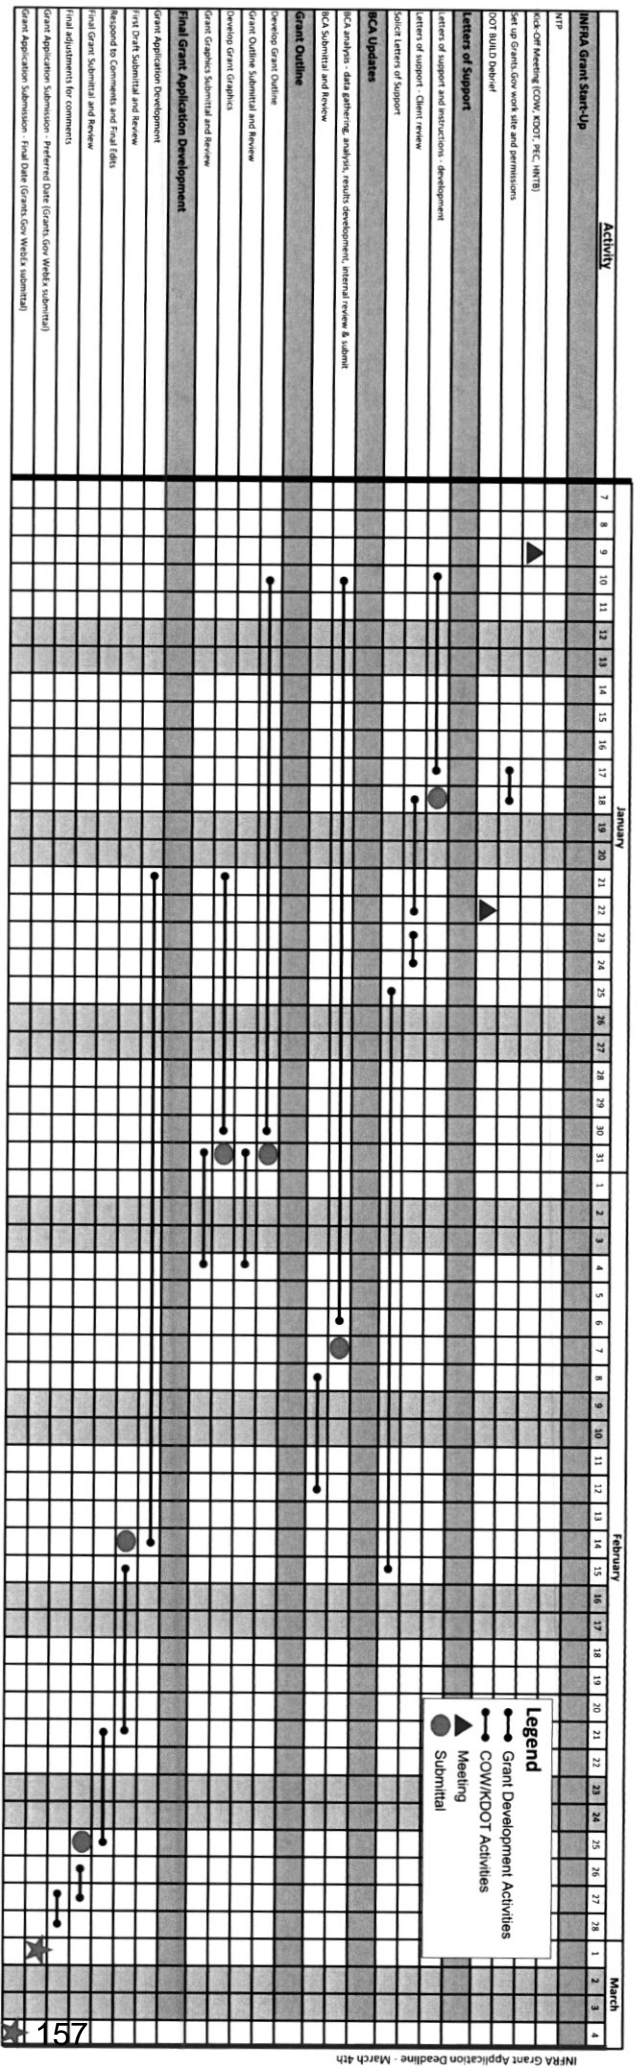 Activity
January
February
March
7 8 9 10 11 12 13 14 15 16 17 18 19 20 21 22 23 24 25 26 27 28 29 30 31 1 2 3 4 5 6 7 8 9 10 11 12 13 14 15 16 17 18 19 20 21 22 23 24 25 26 27 28 1 2 3 4
INFRA Grant Start-Up
NTP
Kick-Off Meeting (COW, KDOT, PEC, HNTB)
Set up Grants.Gov work site and permissions
DOT BUILD Debrief
Letters of Support
Letters of support and instructions - development
Letters of support - Client review
Solicit Letters of Support
BCA Updates
BCA analysis - data gathering, analysis, results development, internal review & submit
BCA Submittal and Review
Grant Outline
Develop Grant Outline
Grant Outline Submittal and Review
Develop Grant Graphics
Grant Graphics Submittal and Review
Final Grant Application Development
Grant Application Development
First Draft Submittal and Review
Respond to Comments and Final Edits
Final Grant Submittal and Review
Final adjustments for comments
Grant Application Submission - Preferred Date (Grants.Gov WebEx submittal)
Grant Application Submission - Final Date (Grants.Gov WebEx submittal)
Legend
Grant Development Activities
COW/KDOT Activities
Meeting
Submittal
INFRA Grant Application Deadline - March 4th
157